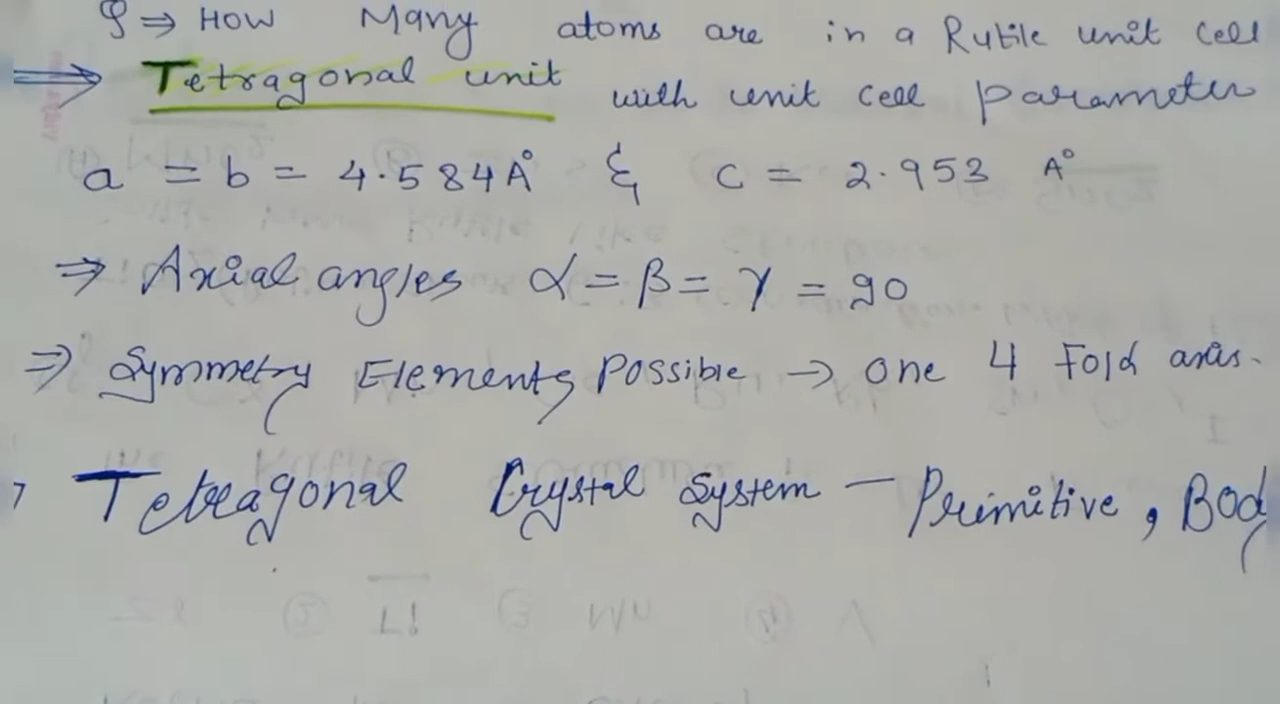 Q ⇒ How Many atoms are in a Rutile unit cell
⇒ Tetragonal unit with unit cell parameter
a = b = 4.584 A° & c = 2.953 A°
⇒ Axial angles α = β = γ = 90
⇒ Symmetry Elements Possible → one 4 Fold axis.
Tetragonal Crystal System - Primitive, Body